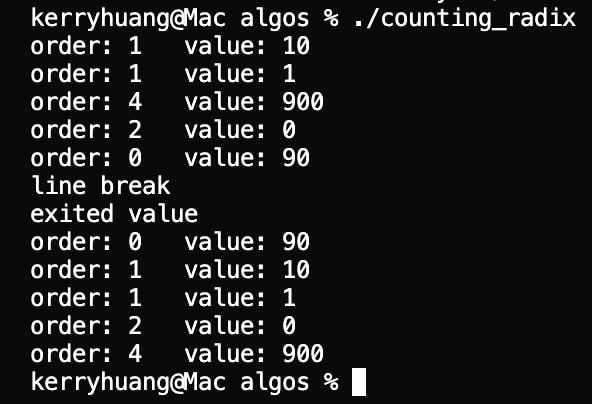 kerryhuang@Mac algos % ./counting_radix
order: 1   value: 10
order: 1   value: 1
order: 4   value: 900
order: 2   value: 0
order: 0   value: 90
line break
exited value
order: 0   value: 90
order: 1   value: 10
order: 1   value: 1
order: 2   value: 0
order: 4   value: 900
kerryhuang@Mac algos %